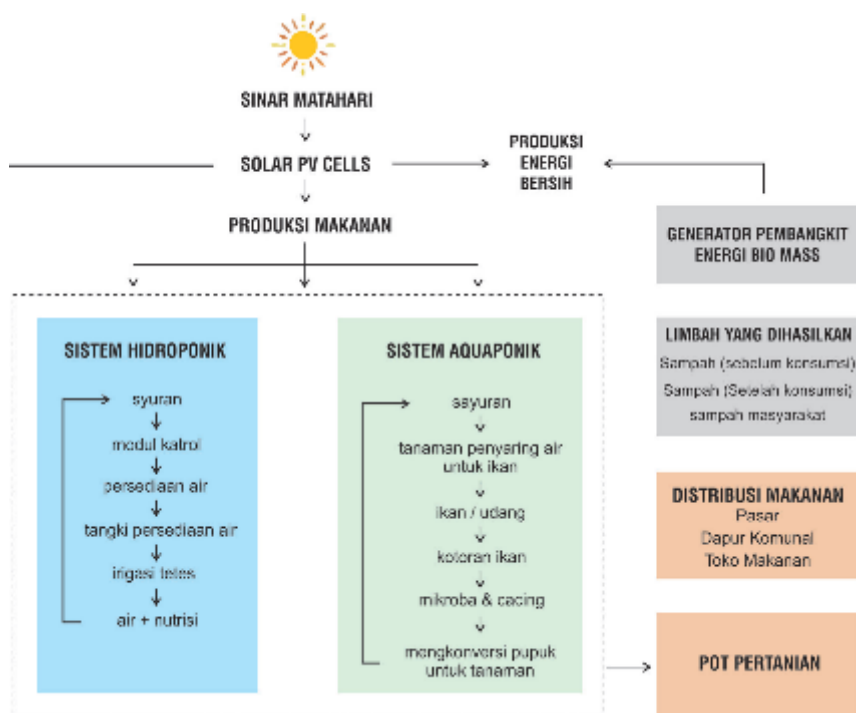 SINAR MATAHARI
SOLAR PV CELLS
PRODUKSI
ENERGI
BERSIH
PRODUKSI MAKANAN
GENERATOR PEMBANGKIT
ENERGI BIO MASS
SISTEM HIDROPONIK
syuran
modul katrol
persediaan air
tangki persediaan air
irigasi tetes
air + nutrisi
SISTEM AQUAPONIK
sayuran
tanaman penyaring air
untuk ikan
ikan / udang
kotoran ikan
mikroba & cacing
mengkonversi pupuk
untuk tanaman
LIMBAH YANG DIHASILKAN
Sampah (sebelum konsumsi)
Sampah (Setelah konsumsi)
sampah masyarakat
DISTRIBUSI MAKANAN
Pasar
Dapur Komunal
Toko Makanan
POT PERTANIAN